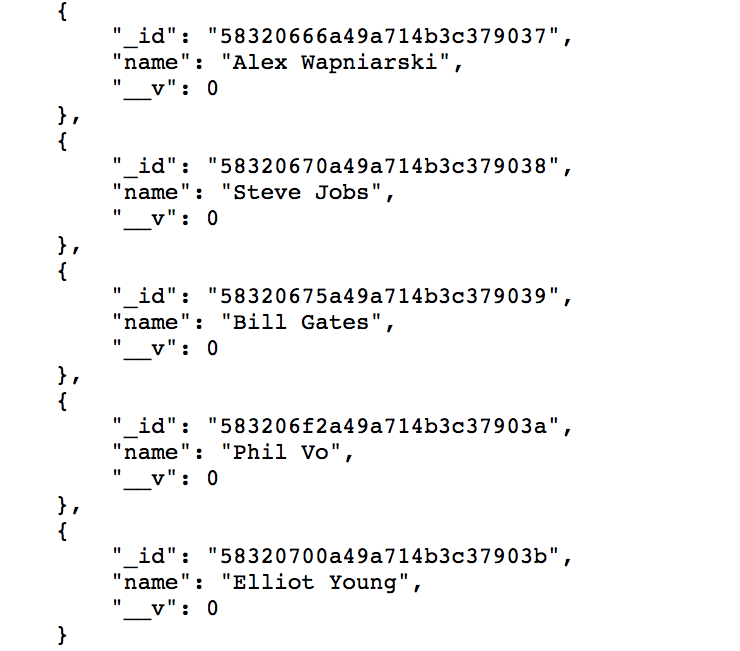 {
"_id": "58320666a49a714b3c379037",
"name": "Alex Wapniarski",
"__v": 0
},
{
"_id": "58320670a49a714b3c379038",
"name": "Steve Jobs",
"__v": 0
},
{
"_id": "58320675a49a714b3c379039",
"name": "Bill Gates",
"__v": 0
},
{
"_id": "583206f2a49a714b3c37903a",
"name": "Phil Vo",
"__v": 0
},
{
"_id": "58320700a49a714b3c37903b",
"name": "Elliot Young",
"__v": 0
}